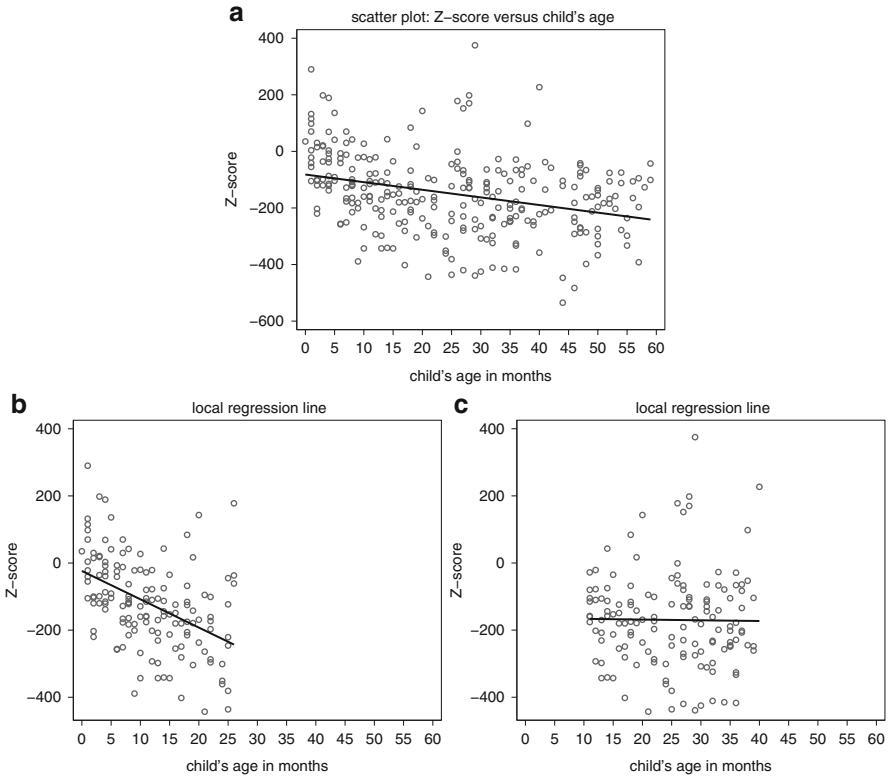 a
scatter plot: Z−score versus child's age
400
200
0
−200
−400
−600
Z−score
0 5 10 15 20 25 30 35 40 45 50 55 60
child's age in months
b
local regression line
400
200
0
−200
−400
Z−score
0 5 10 15 20 25 30 35 40 45 50 55 60
child's age in months
c
local regression line
400
200
0
−200
−400
Z−score
0 5 10 15 20 25 30 35 40 45 50 55 60
child's age in months